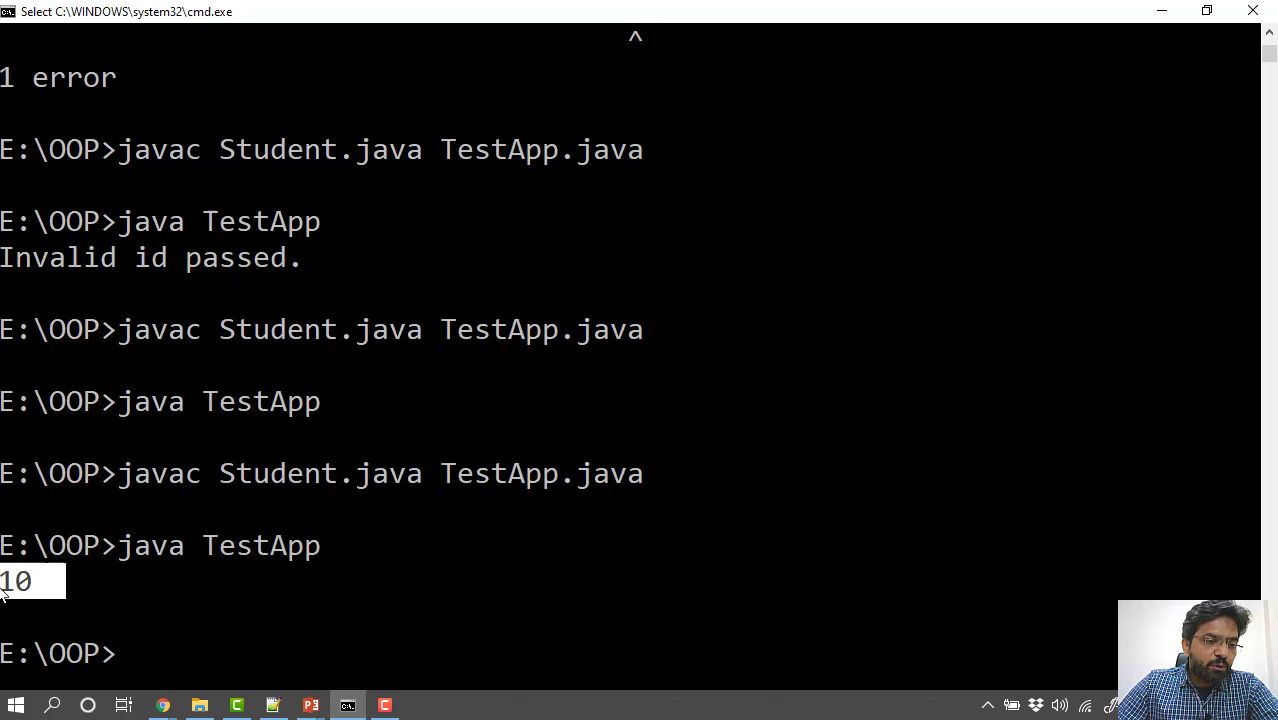 Select C:\WINDOWS\system32\cmd.exe
^
1 error
E:\OOP>javac Student.java TestApp.java
E:\OOP>java TestApp
Invalid id passed.
E:\OOP>javac Student.java TestApp.java
E:\OOP>java TestApp
E:\OOP>javac Student.java TestApp.java
E:\OOP>java TestApp
10
E:\OOP>